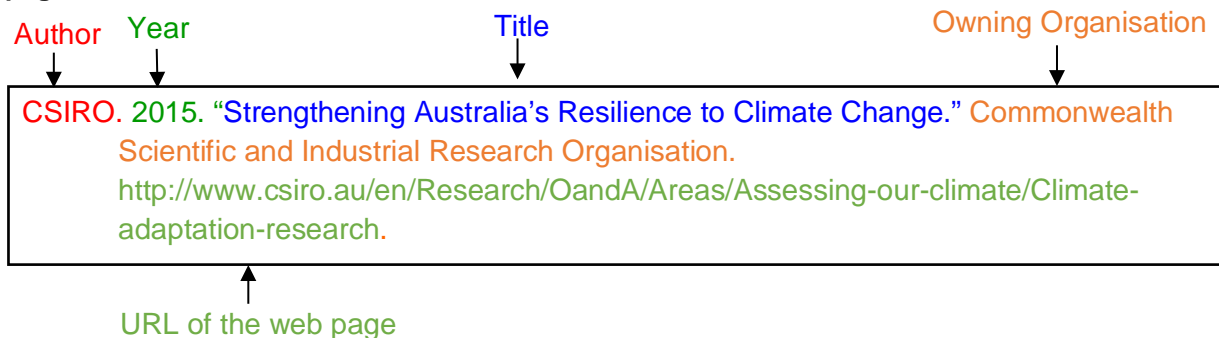 Author Year Title Owning Organisation
CSIRO. 2015. “Strengthening Australia’s Resilience to Climate Change.” Commonwealth
Scientific and Industrial Research Organisation.
http://www.csiro.au/en/Research/OandA/Areas/Assessing-our-climate/Climate-
adaptation-research.
URL of the web page